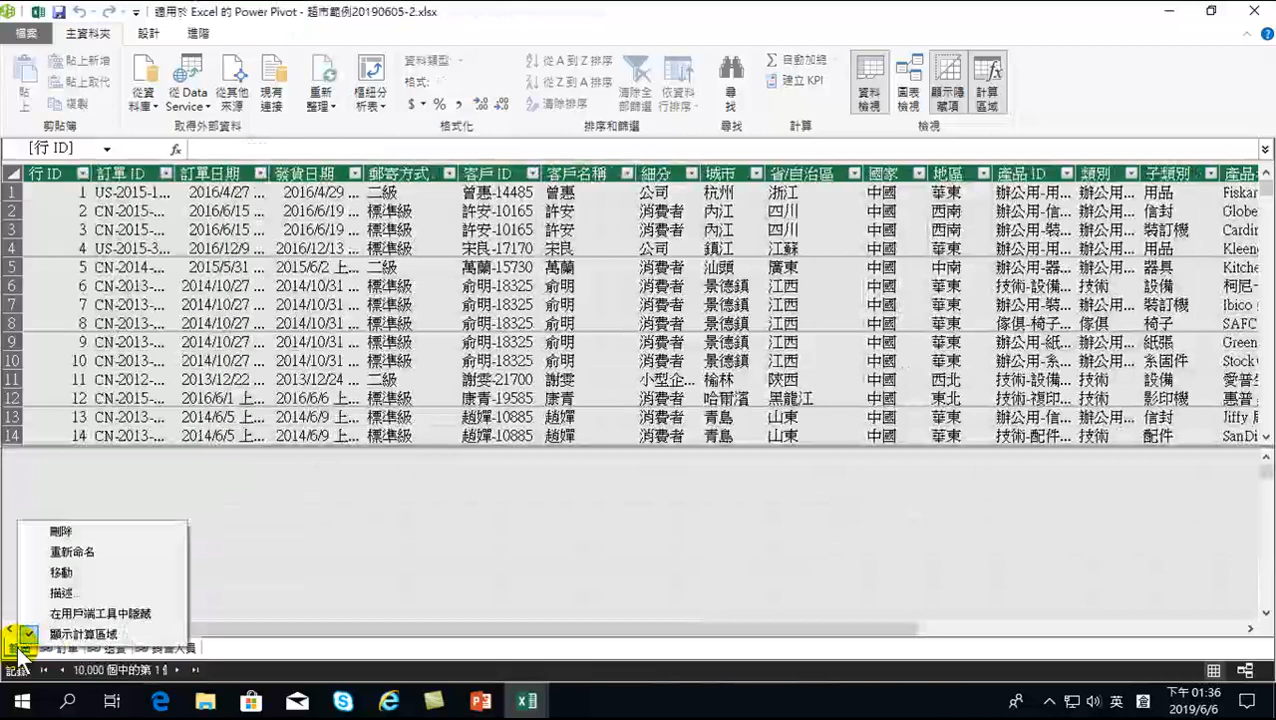 適用於 Excel 的 Power Pivot - 超市範例20190605-2.xlsx
檔案 主資料夾 設計 進階
貼上 貼上新增 貼上取代 複製 剪貼簿
從資料庫 從 Data Service 從其他來源 現有連接 取得外部資料
重新整理 樞紐分析表
資料類型: 格式: $ % , .00 格式化
從 A 到 Z 排序 從 Z 到 A 排序 清除排序 清除全部篩選 依資料行排序 排序和篩選
尋找 尋找
自動加總 建立 KPI 計算
資料檢視 圖表檢視 顯示隱藏項 計算區域 檢視
[行 ID] fx
行 ID 訂單 ID 訂單日期 發貨日期 郵寄方式 客戶 ID 客戶名稱 細分 城市 省/自治區 國家 地區 產品 ID 類別 子類別 產品
1 1 US-2015-1... 2016/4/27 ... 2016/4/29 ... 二級 曾惠-14485 曾惠 公司 杭州 浙江 中國 華東 辦公用-用... 辦公用... 用品 Fiskar
2 2 CN-2015-... 2016/6/15 ... 2016/6/19 ... 標準級 許安-10165 許安 消費者 內江 四川 中國 西南 辦公用-信... 辦公用... 信封 Globe
3 3 CN-2015-... 2016/6/15 ... 2016/6/19 ... 標準級 許安-10165 許安 消費者 內江 四川 中國 西南 辦公用-裝... 辦公用... 裝訂機 Cardin
4 4 US-2015-3... 2016/12/9 ... 2016/12/13 ... 標準級 宋良-17170 宋良 公司 鎮江 江蘇 中國 華東 辦公用-用... 辦公用... 用品 Kleen
5 5 CN-2014-... 2015/5/31 ... 2015/6/2 上... 二級 萬蘭-15730 萬蘭 消費者 汕頭 廣東 中國 中南 辦公用-器... 辦公用... 器具 Kitche
6 6 CN-2013-... 2014/10/27 ... 2014/10/31 ... 標準級 俞明-18325 俞明 消費者 景德鎮 江西 中國 華東 技術-設備... 技術 設備 柯尼
7 7 CN-2013-... 2014/10/27 ... 2014/10/31 ... 標準級 俞明-18325 俞明 消費者 景德鎮 江西 中國 華東 辦公用-裝... 辦公用... 裝訂機 Ibico
8 8 CN-2013-... 2014/10/27 ... 2014/10/31 ... 標準級 俞明-18325 俞明 消費者 景德鎮 江西 中國 華東 傢俱-椅子... 傢俱 椅子 SAFC
9 9 CN-2013-... 2014/10/27 ... 2014/10/31 ... 標準級 俞明-18325 俞明 消費者 景德鎮 江西 中國 華東 辦公用-紙... 辦公用... 紙張 Green
10 10 CN-2013-... 2014/10/27 ... 2014/10/31 ... 標準級 俞明-18325 俞明 消費者 景德鎮 江西 中國 華東 辦公用-系... 辦公用... 系固件 Stock
11 11 CN-2012-... 2013/12/22 ... 2013/12/24 ... 二級 謝雯-21700 謝雯 小型企... 榆林 陝西 中國 西北 技術-設備... 技術 設備 愛普生
12 12 CN-2015-... 2016/6/1 上... 2016/6/6 上... 標準級 康青-19585 康青 消費者 哈爾濱 黑龍江 中國 東北 技術-複印... 技術 影印機 惠普
13 13 CN-2013-... 2014/6/5 上... 2014/6/9 上... 標準級 趙嬋-10885 趙嬋 消費者 青島 山東 中國 華東 辦公用-信... 辦公用... 信封 Jiffy
14 14 CN-2013-... 2014/6/5 上... 2014/6/9 上... 標準級 趙嬋-10885 趙嬋 消費者 青島 山東 中國 華東 技術-配件... 技術 配件 SanDi
刪除
重新命名
移動
描述...
在用戶端工具中隱藏
顯示計算區域
訂單 銷售人員
記錄: 10,000 個中的第 1 個
英 下午 01:36
2019/6/6